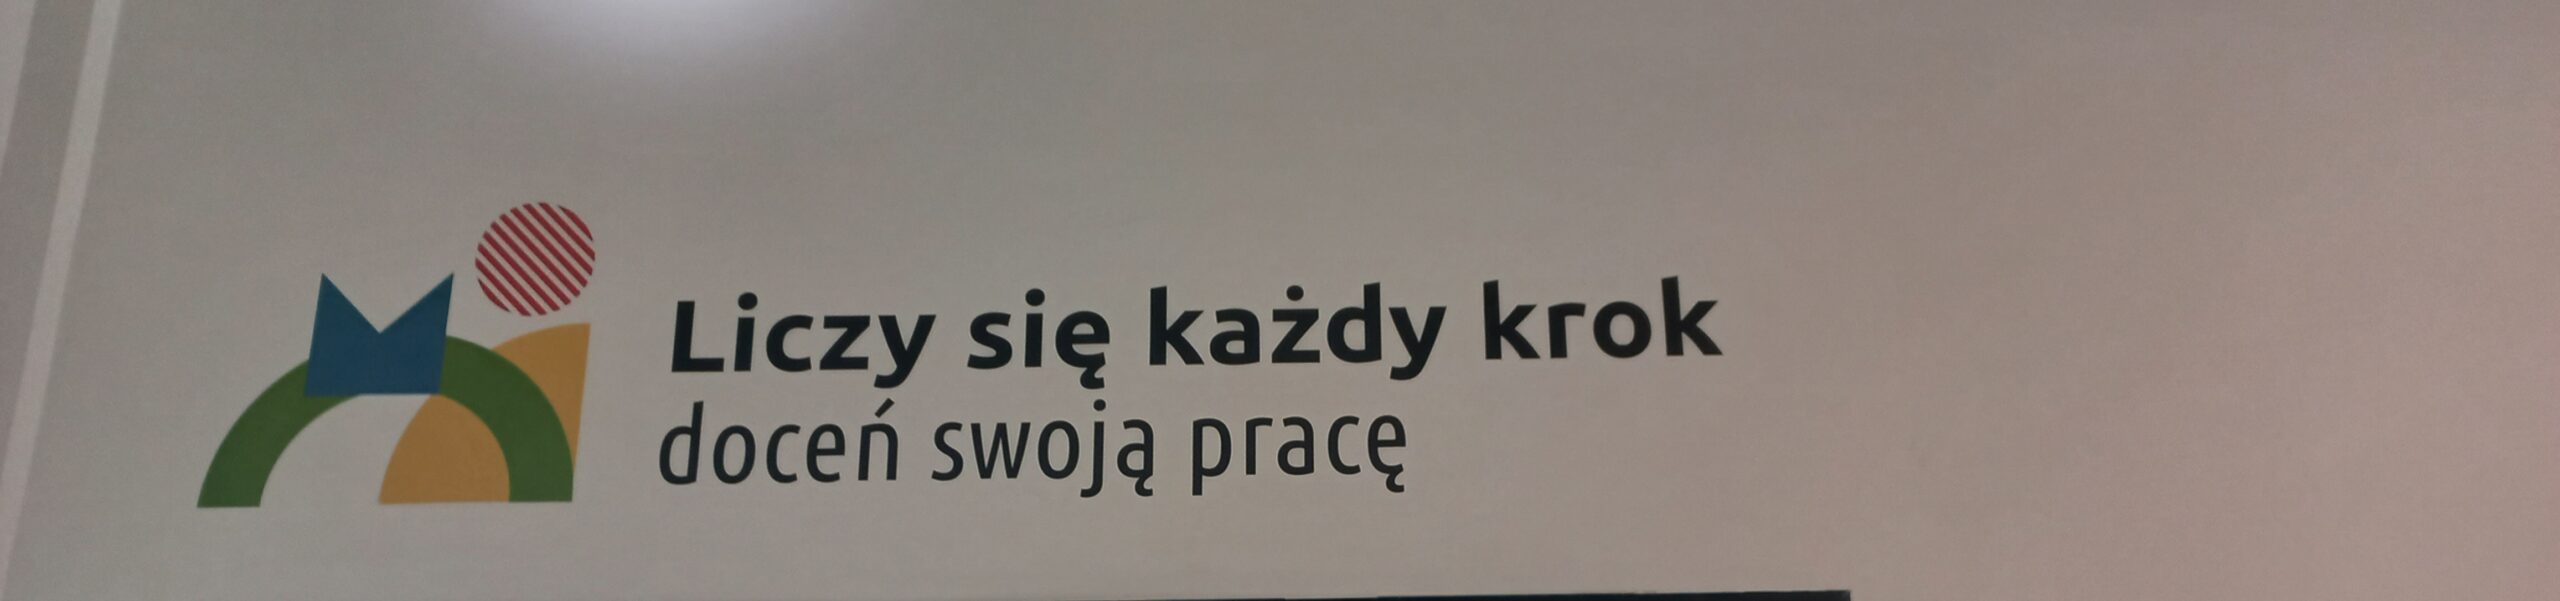 Liczy się każdy krok
doceń swoją pracę